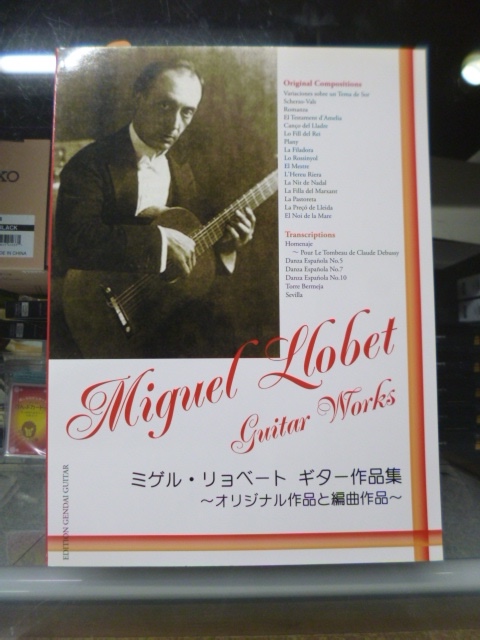 Original Compositions
Variaciones sobre un Tema de Sor
Scherzo-Vals
Romanza
El Testament d'Amelia
Canço del Lladre
Lo Fill del Rei
Plany
La Filadora
Lo Rossinyol
El Mestre
L'Hereu Riera
La Nit de Nadal
La Filla del Marxant
La Pastoreta
La Preçó de Lleida
El Noi de la Mare
Transcriptions
Homenaje
～Pour Le Tombeau de Claude Debussy
Danza Española No.5
Danza Española No.7
Danza Española No.10
Torre Bermeja
Sevilla
Miguel Llobet
Guitar Works
ミゲル・リョベート ギター作品集
～オリジナル作品と編曲作品～
EDITION GENDAI GUITAR
KO
BLACK